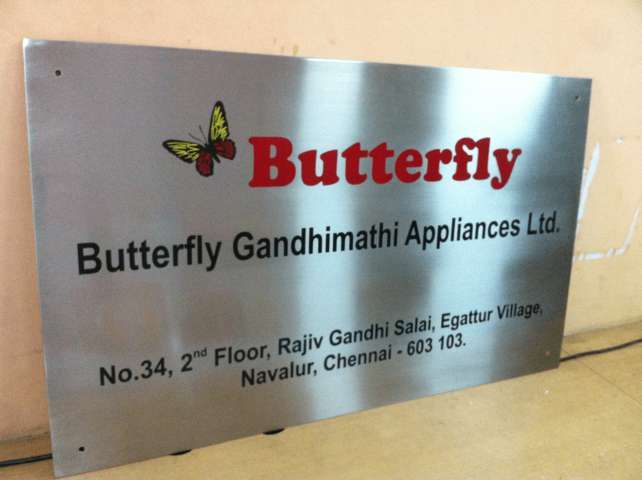 Butterfly
Butterfly Gandhimathi Appliances Ltd.
No.34, 2nd Floor, Rajiv Gandhi Salai, Egattur Village,
Navalur, Chennai - 603 103.